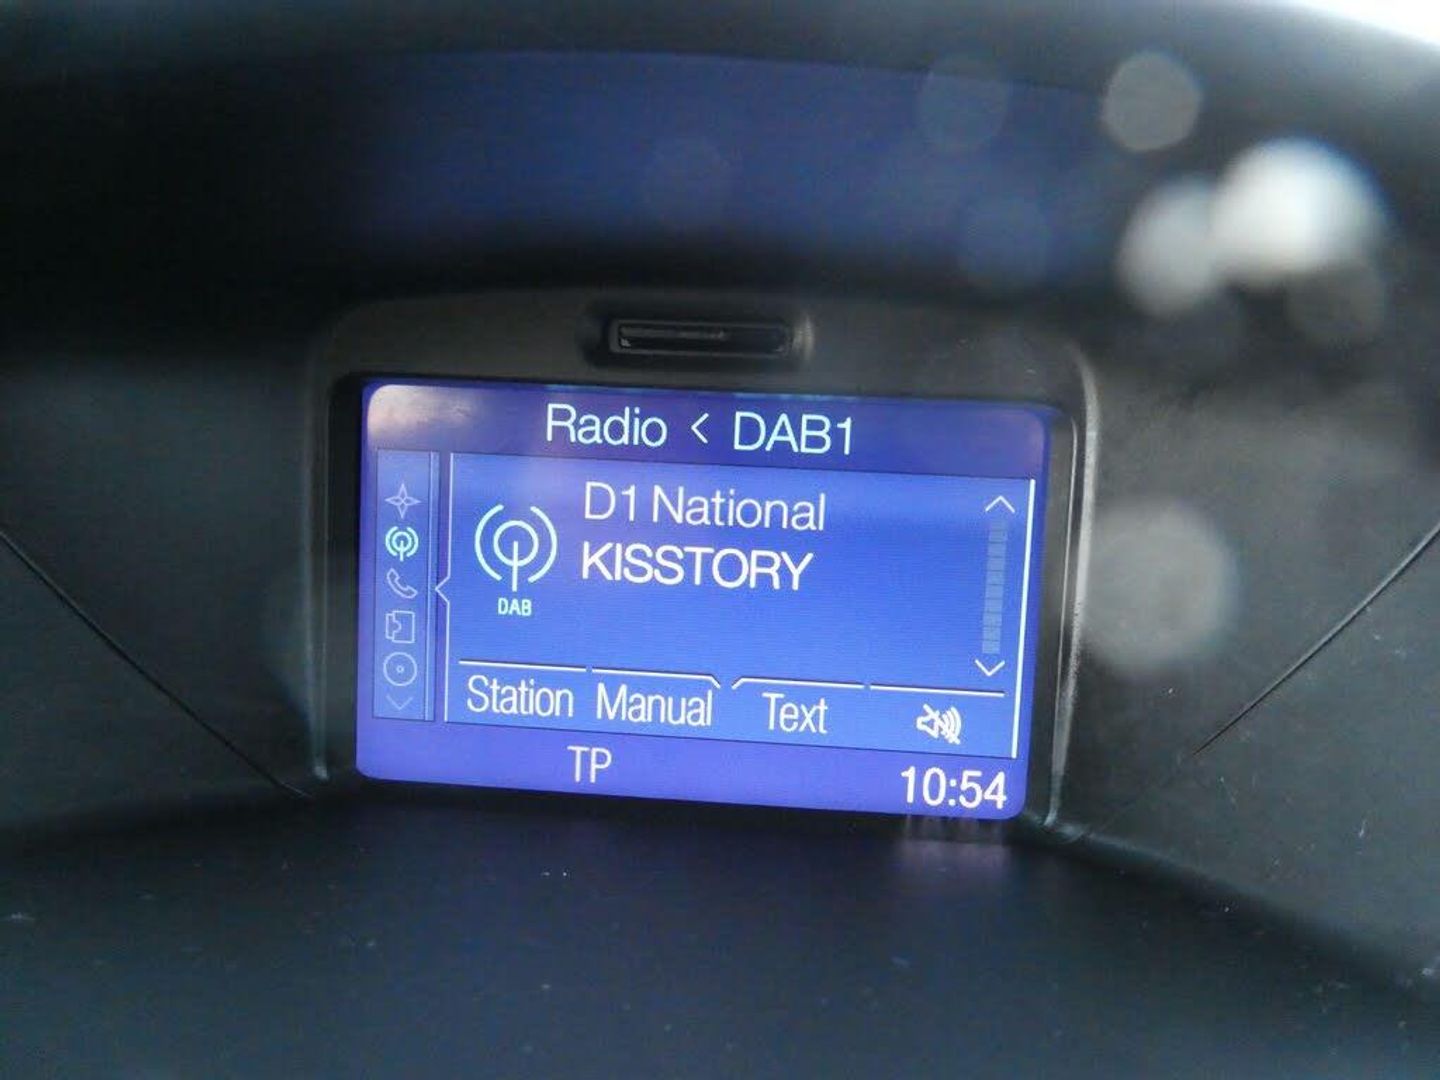 Radio < DAB1
D1 National
KISSTORY
DAB
Station Manual Text
TP 10:54